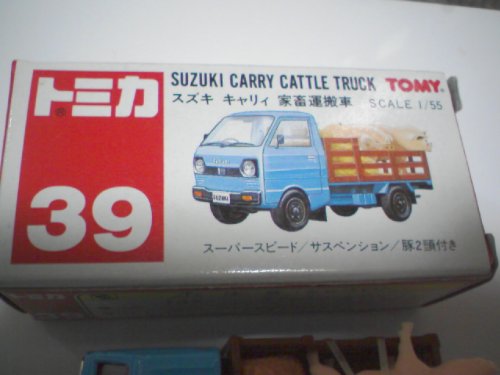 トミカ®
39
SUZUKI CARRY CATTLE TRUCK TOMY®
スズキ キャリイ 家畜運搬車 SCALE 1/55
SUZUKI
スーパースピード/サスペンション/豚2頭付き